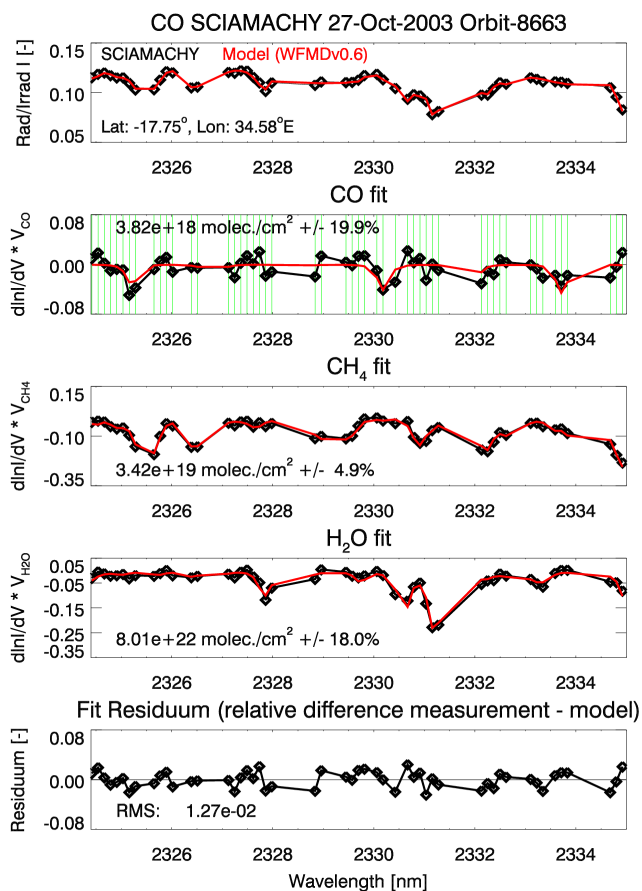 CO SCIAMACHY 27-Oct-2003 Orbit-8663
Rad/Irrad I [-]
0.15
0.10
0.05
SCIAMACHY Model (WFMDv0.6)
Lat: -17.75°, Lon: 34.58°E
2326 2328 2330 2332 2334
CO fit
dlnI/dV * V_CO
0.08
0.00
-0.08
3.82e+18 molec./cm² +/- 19.9%
2326 2328 2330 2332 2334
CH₄ fit
dlnI/dV * V_CH4
0.15
-0.10
-0.35
3.42e+19 molec./cm² +/- 4.9%
2326 2328 2330 2332 2334
H₂O fit
dlnI/dV * V_H2O
0.05
-0.05
-0.15
-0.25
-0.35
8.01e+22 molec./cm² +/- 18.0%
2326 2328 2330 2332 2334
Fit Residuum (relative difference measurement - model)
Residuum [-]
0.08
0.00
-0.08
RMS: 1.27e-02
2326 2328 2330 2332 2334
Wavelength [nm]